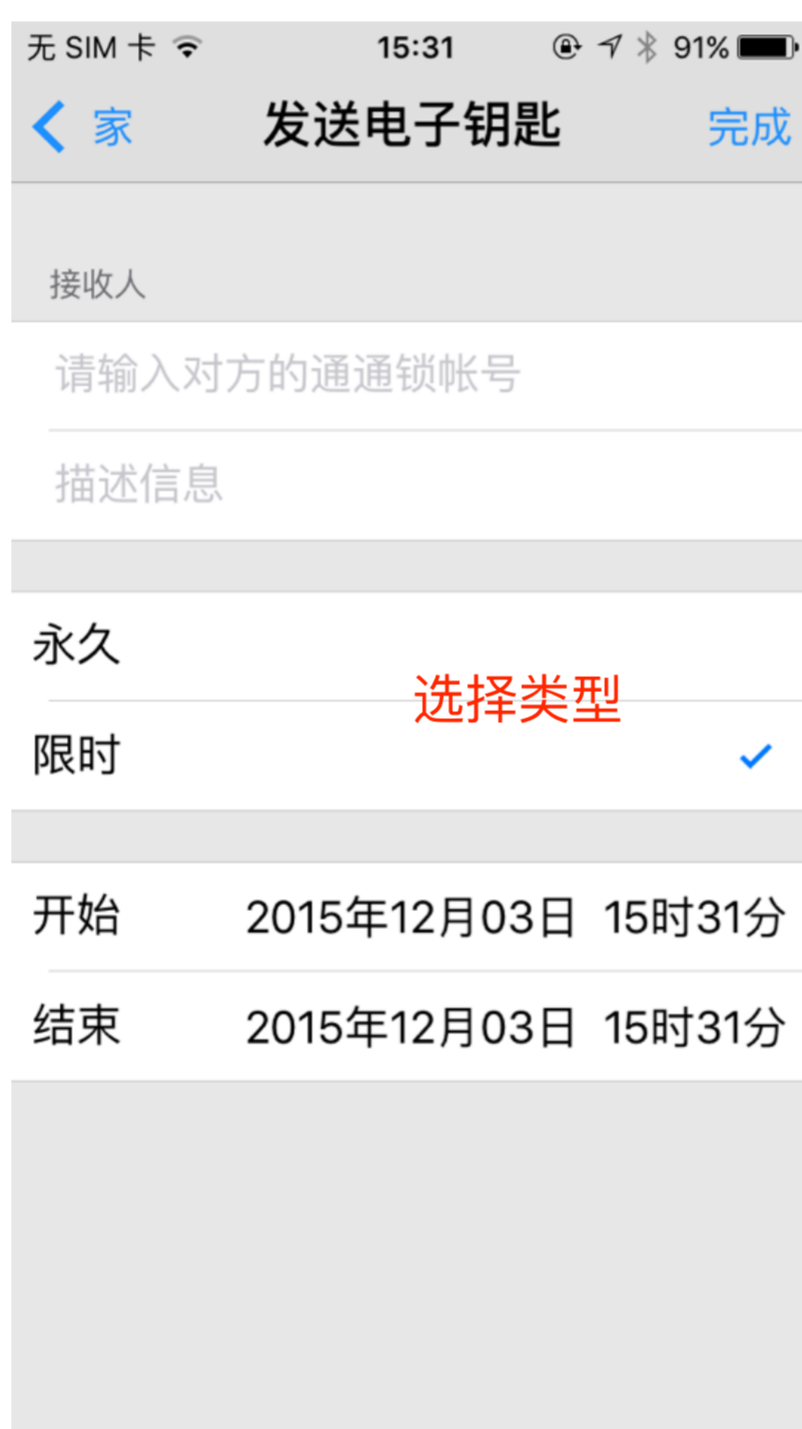 无 SIM 卡 15:31 91%
家 发送电子钥匙 完成
接收人
请输入对方的通通锁帐号
描述信息
永久
选择类型
限时
开始 2015年12月03日 15时31分
结束 2015年12月03日 15时31分